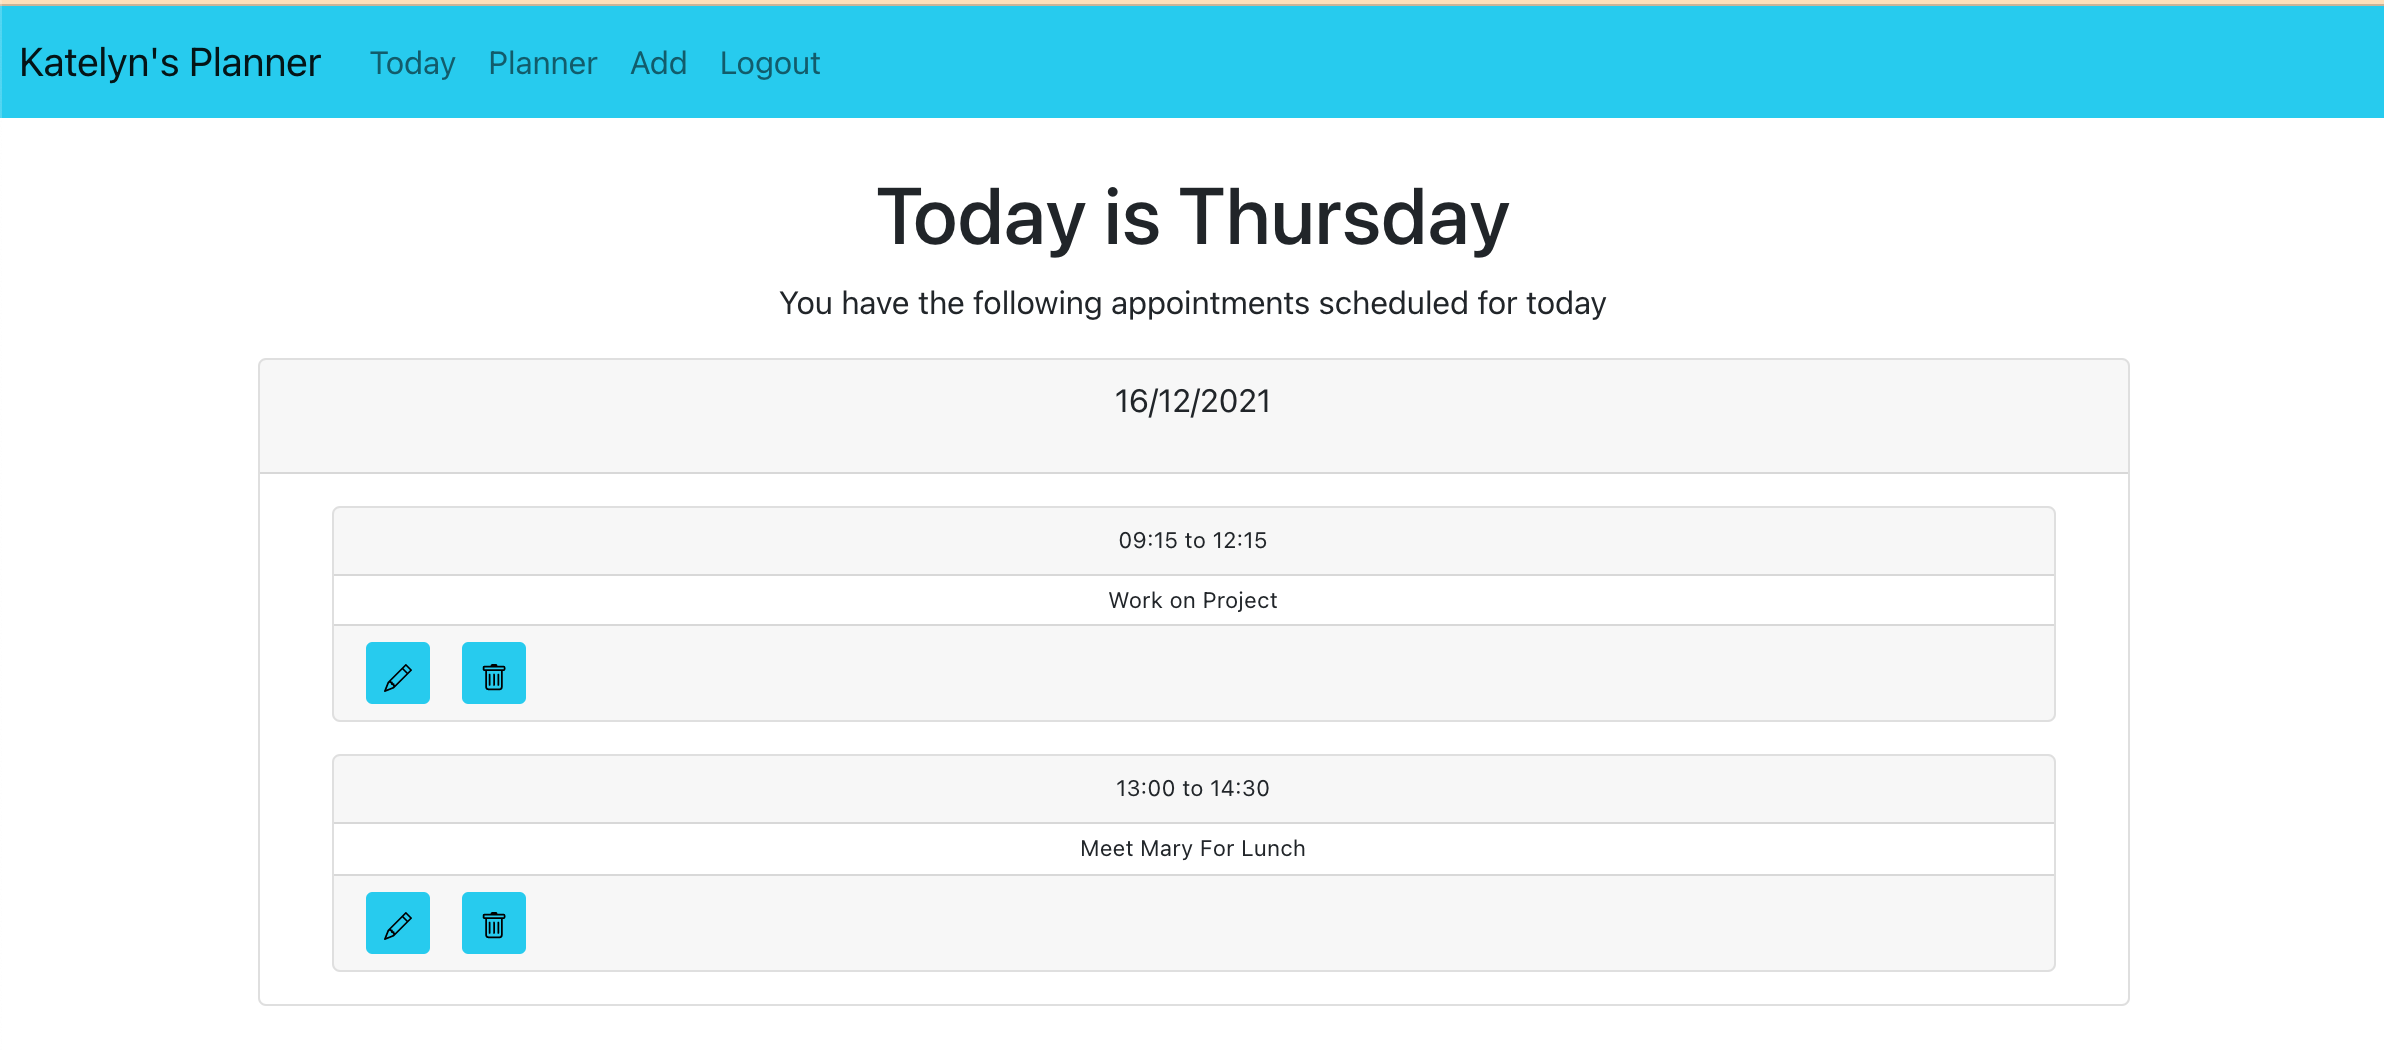 Katelyn's Planner Today Planner Add Logout
Today is Thursday
You have the following appointments scheduled for today
16/12/2021
09:15 to 12:15
Work on Project
13:00 to 14:30
Meet Mary For Lunch